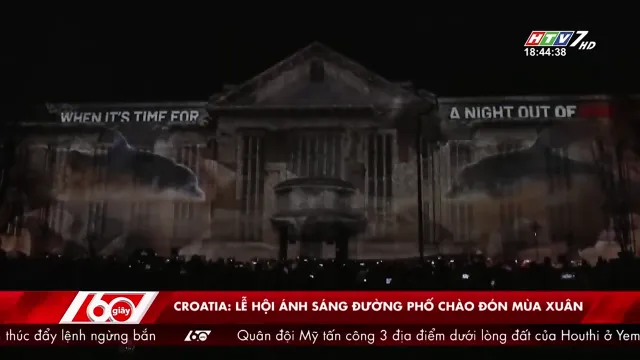 HTV7 HD
18:44:38
WHEN IT'S TIME FOR
A NIGHT OUT OF
60 giây
CROATIA: LỄ HỘI ÁNH SÁNG ĐƯỜNG PHỐ CHÀO ĐÓN MÙA XUÂN
thúc đẩy lệnh ngừng bắn
60
Quân đội Mỹ tấn công 3 địa điểm dưới lòng đất của Houthi ở Yem